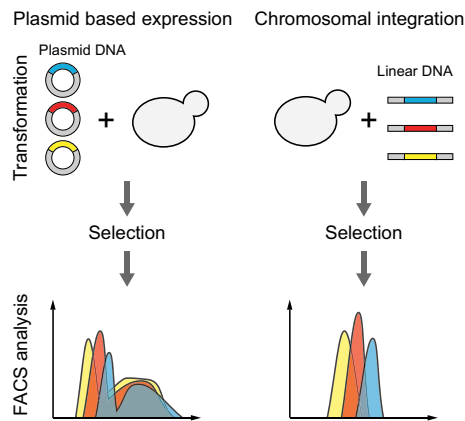 Plasmid based expression
Chromosomal integration
Transformation
Plasmid DNA
Linear DNA
+
+
Selection
Selection
FACS analysis